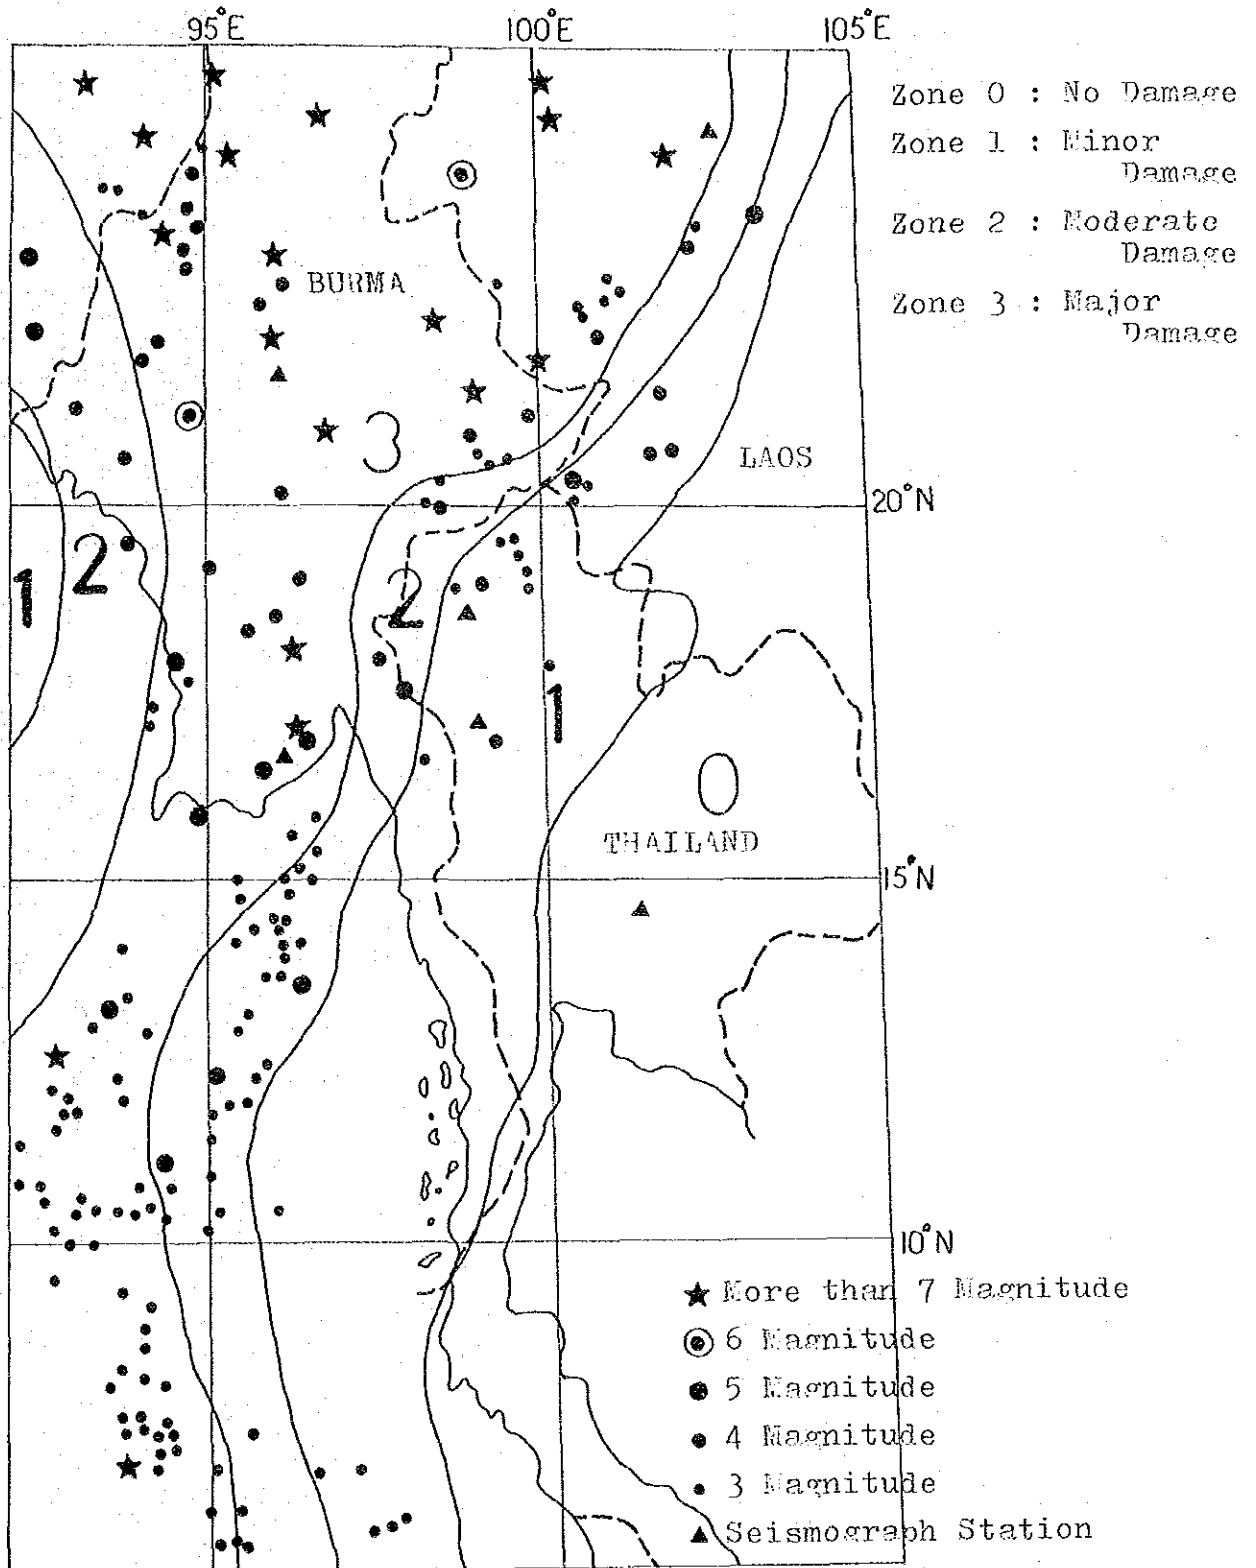 95°E 100°E 105°E
Zone 0 : No Damage
Zone 1 : Minor
Damage
Zone 2 : Moderate
Damage
Zone 3 : Major
Damage
BURMA
3
LAOS
20°N
1
2
2
1
0
THAILAND
15°N
10°N
More than 7 Magnitude
6 Magnitude
5 Magnitude
4 Magnitude
3 Magnitude
Seismograph Station